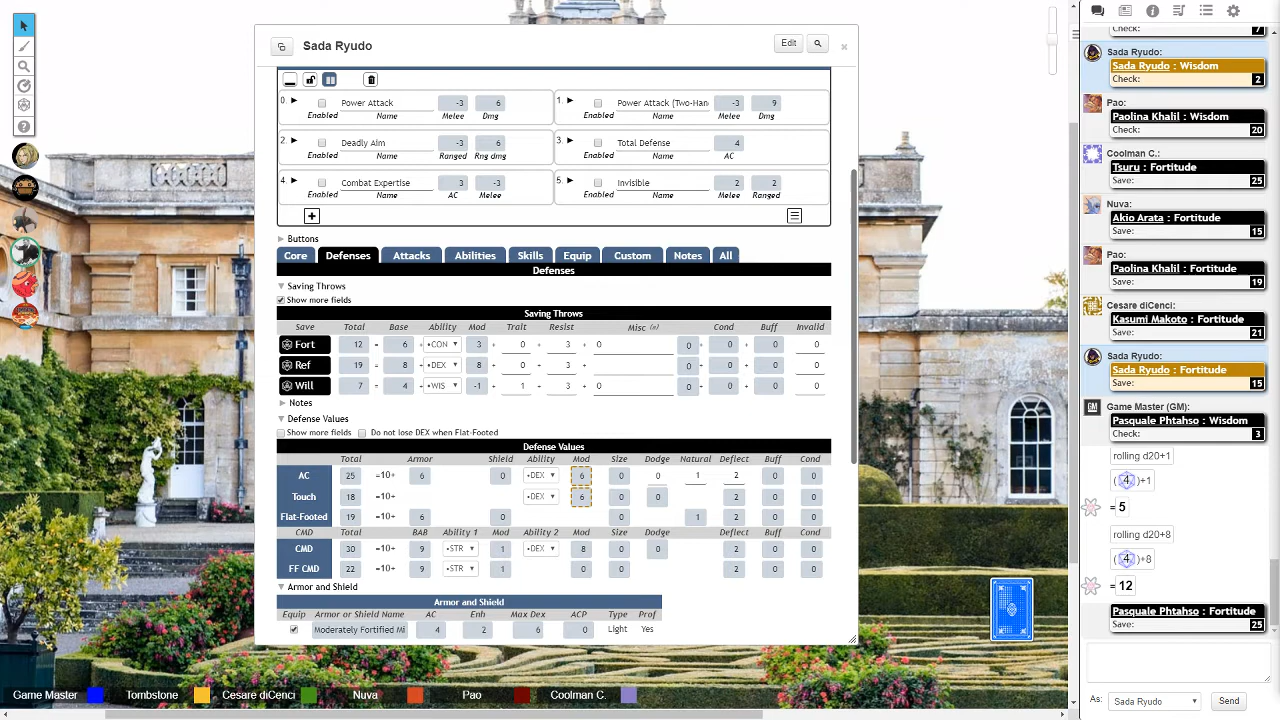 Sada Ryudo
Edit
0. Power Attack -3 6 1. Power Attack (Two-Han -3 9
Enabled Name Melee Dmg Enabled Name Melee Dmg
2. Deadly Aim -3 6 3. Total Defense 4
Enabled Name Ranged Rng dmg Enabled Name AC
4. Combat Expertise 3 -3 5. Invisible 2 2
Enabled Name AC Melee Enabled Name Melee Ranged
Buttons
Core Defenses Attacks Abilities Skills Equip Custom Notes All
Defenses
Saving Throws
Show more fields
Saving Throws
Save Total Base Ability Mod Trait Resist Misc Cond Buff Invalid
Fort 12 = 6 +•CON 3 + 0 + 3 + 0 0 + 0 + 0 0
Ref 19 = 8 +•DEX 8 + 0 + 3 0 + 0 + 0 0
Will 7 = 4 +•WIS -1 + 1 + 3 + 0 0 + 0 + 0 0
Notes
Defense Values
Show more fields Do not lose DEX when Flat-Footed
Defense Values
Total Armor Shield Ability Mod Size Dodge Natural Deflect Buff Cond
AC 25 =10+ 6 0 •DEX 6 0 0 1 2 0 0
Touch 18 =10+ •DEX 6 0 0 2 0 0
Flat-Footed 19 =10+ 6 0 0 1 2 0 0
CMD Total BAB Ability 1 Mod Ability 2 Mod Size Dodge Deflect Buff Cond
CMD 30 =10+ 9 •STR 1 •DEX 8 0 0 2 0 0
FF CMD 22 =10+ 9 •STR 1 0 0 2 0 0
Armor and Shield
Armor and Shield
Equip Armor or Shield Name AC Enh Max Dex ACP Type Prof
Moderately Fortified Mi 4 2 6 0 Light Yes
Game Master Tombstone Cesare diCenci Nuva Pao Coolman C.
Check: 7
Sada Ryudo:
Sada Ryudo : Wisdom
Check: 2
Pao:
Paolina Khalil : Wisdom
Check: 20
Coolman C.:
Tsuru : Fortitude
Save: 25
Nuva:
Akio Arata : Fortitude
Save: 15
Pao:
Paolina Khalil : Fortitude
Save: 19
Cesare diCenci:
Kasumi Makoto : Fortitude
Save: 21
Sada Ryudo:
Sada Ryudo : Fortitude
Save: 15
GM Game Master (GM):
Pasquale Phtahso : Wisdom
Check: 3
rolling d20+1
(4)+1
= 5
rolling d20+8
(4)+8
= 12
Pasquale Phtahso : Fortitude
Save: 25
As: Sada Ryudo Send